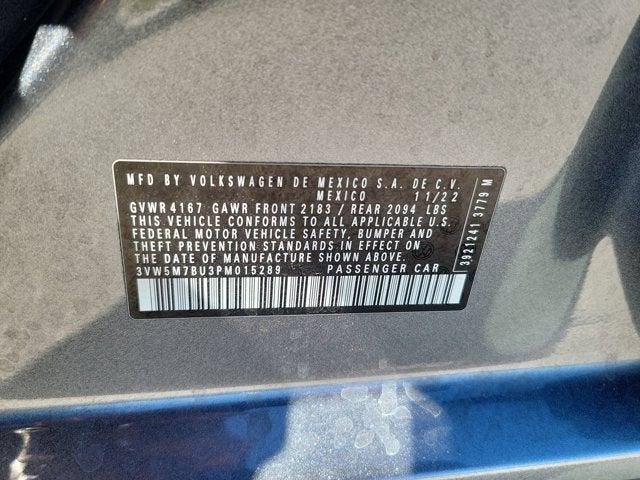 MFD BY VOLKSWAGEN DE MEXICO S.A. DE C.V.
MEXICO 11/22
GVWR 4167 GAWR FRONT 2183 / REAR 2094 LBS
THIS VEHICLE CONFORMS TO ALL APPLICABLE U.S.
FEDERAL MOTOR VEHICLE SAFETY, BUMPER AND
THEFT PREVENTION STANDARDS IN EFFECT ON
THE DATE OF MANUFACTURE SHOWN ABOVE.
3VW5M7BU3PM015289 PASSENGER CAR
3921241 3779 M